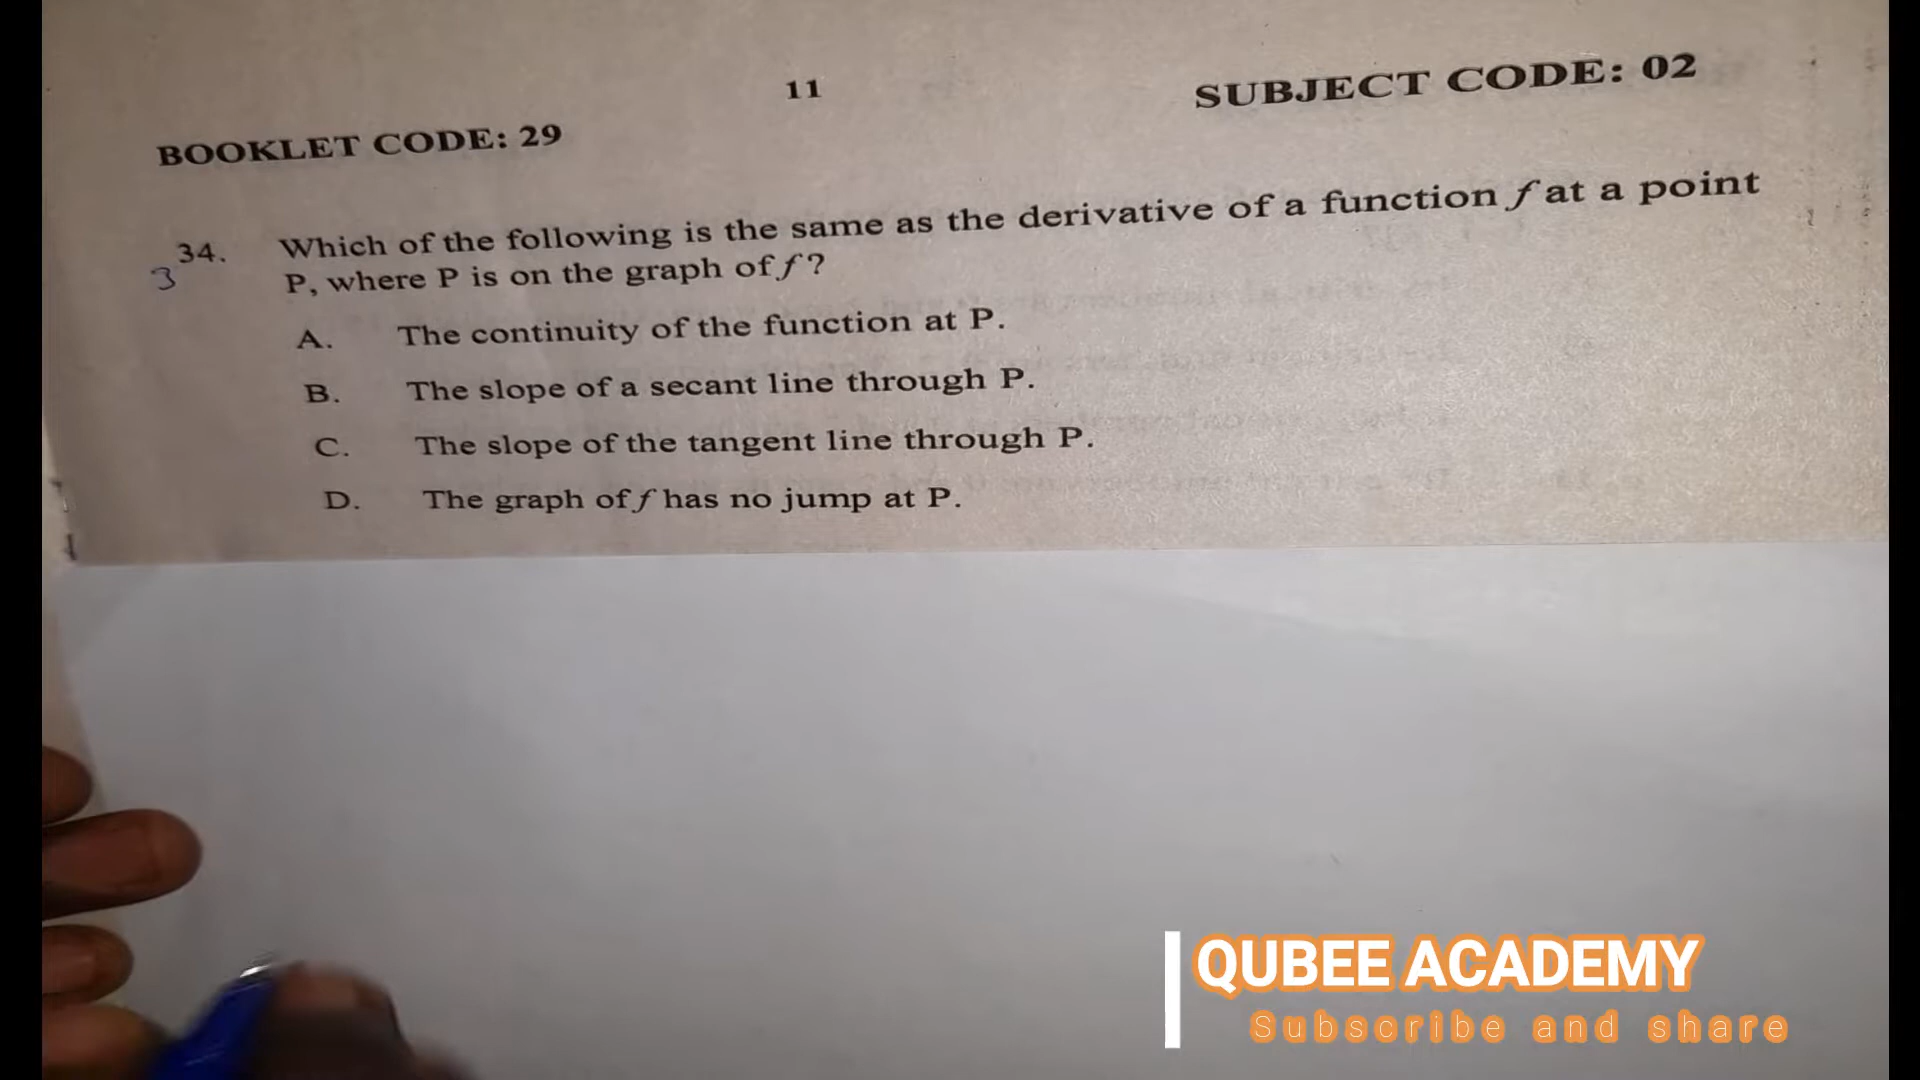 11
SUBJECT CODE: 02
BOOKLET CODE: 29
34. Which of the following is the same as the derivative of a function f at a point
3
P, where P is on the graph of f ?
A. The continuity of the function at P.
B. The slope of a secant line through P.
C. The slope of the tangent line through P.
D. The graph of f has no jump at P.
QUBEE ACADEMY
Subscribe and share